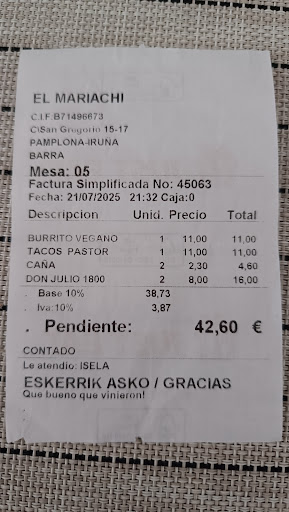 EL MARIACHI
C.I.F:B71496673
C\San Gregorio 15-17
PAMPLONA-IRUÑA
BARRA
Mesa: 05
Factura Simplificada No: 45063
Fecha: 21/07/2025 21:32 Caja:0
Descripcion Unid. Precio Total
BURRITO VEGANO 1 11,00 11,00
TACOS PASTOR 1 11,00 11,00
CAÑA 2 2,30 4,60
DON JULIO 1800 2 8,00 16,00
. Base 10% 38,73
. Iva:10% 3,87
. Pendiente: 42,60 €
CONTADO
Le atendio: ISELA
ESKERRIK ASKO / GRACIAS
Que bueno que vinieron!